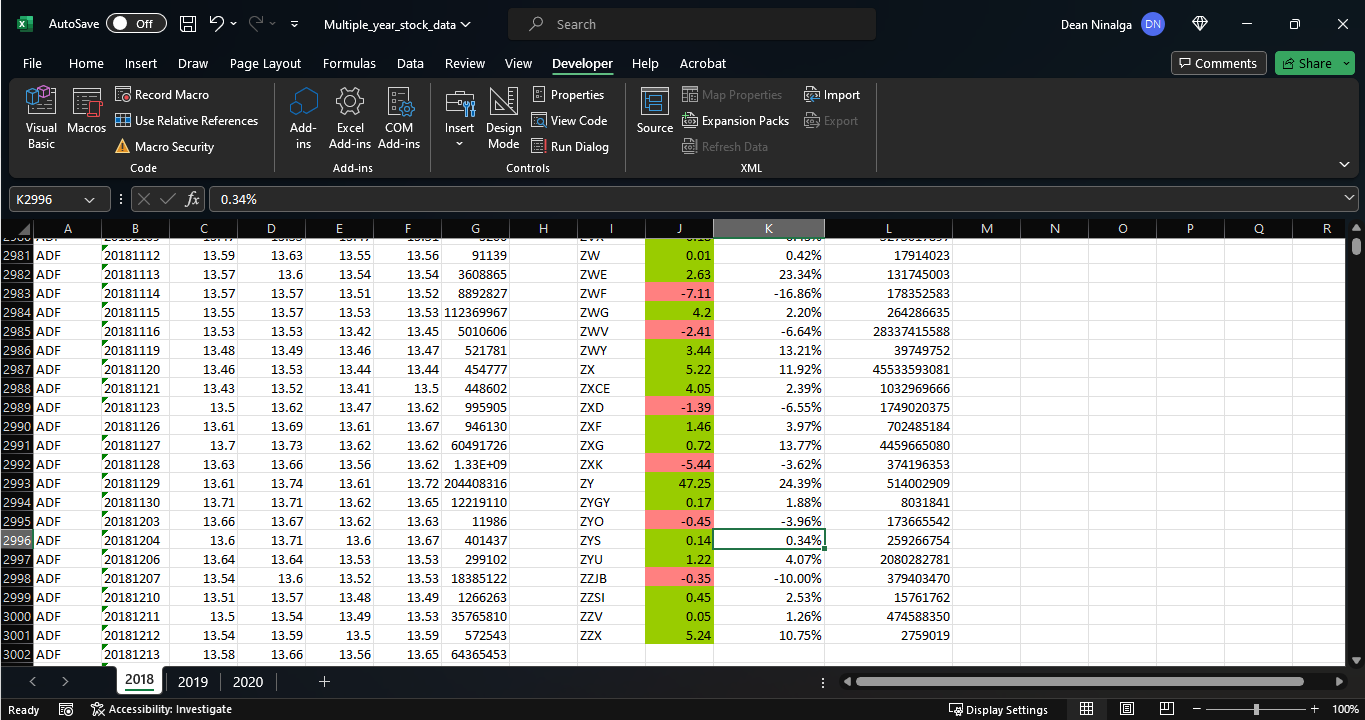 AutoSave Off Multiple_year_stock_data Search Dean Ninalga DN
File Home Insert Draw Page Layout Formulas Data Review View Developer Help Acrobat Comments Share
Visual Basic
Macros
Record Macro
Use Relative References
Macro Security
Code
Add-ins
Excel Add-ins
COM Add-ins
Add-ins
Insert
Design Mode
Properties
View Code
Run Dialog
Controls
Source
Map Properties
Expansion Packs
Refresh Data
Import
Export
XML
K2996 fx 0.34%
A B C D E F G H I J K L M N O P Q R
2981 ADF 20181112 13.59 13.63 13.55 13.56 91139 ZW 0.01 0.42% 17914023
2982 ADF 20181113 13.57 13.6 13.54 13.54 3608865 ZWE 2.63 23.34% 131745003
2983 ADF 20181114 13.57 13.57 13.51 13.52 8892827 ZWF -7.11 -16.86% 178352583
2984 ADF 20181115 13.55 13.57 13.53 13.53 112369967 ZWG 4.2 2.20% 264286635
2985 ADF 20181116 13.53 13.53 13.42 13.45 5010606 ZWV -2.41 -6.64% 28337415588
2986 ADF 20181119 13.48 13.49 13.46 13.47 521781 ZWY 3.44 13.21% 39749752
2987 ADF 20181120 13.46 13.53 13.44 13.44 454777 ZX 5.22 11.92% 45533593081
2988 ADF 20181121 13.43 13.52 13.41 13.5 448602 ZXCE 4.05 2.39% 1032969666
2989 ADF 20181123 13.5 13.62 13.47 13.62 995905 ZXD -1.39 -6.55% 1749020375
2990 ADF 20181126 13.61 13.69 13.61 13.67 946130 ZXF 1.46 3.97% 702485184
2991 ADF 20181127 13.7 13.73 13.62 13.62 60491726 ZXG 0.72 13.77% 4459665080
2992 ADF 20181128 13.63 13.66 13.56 13.62 1.33E+09 ZXK -5.44 -3.62% 374196353
2993 ADF 20181129 13.61 13.74 13.61 13.72 204408316 ZY 47.25 24.39% 514002909
2994 ADF 20181130 13.71 13.71 13.62 13.65 12219110 ZYGY 0.17 1.88% 8031841
2995 ADF 20181203 13.66 13.67 13.62 13.63 11986 ZYO -0.45 -3.96% 173665542
2996 ADF 20181204 13.6 13.71 13.6 13.67 401437 ZYS 0.14 0.34% 259266754
2997 ADF 20181206 13.64 13.64 13.53 13.53 299102 ZYU 1.22 4.07% 2080282781
2998 ADF 20181207 13.54 13.6 13.52 13.53 18385122 ZZJB -0.35 -10.00% 379403470
2999 ADF 20181210 13.51 13.57 13.48 13.49 1266263 ZZSI 0.45 2.53% 15761762
3000 ADF 20181211 13.5 13.54 13.49 13.53 35765810 ZZV 0.05 1.26% 474588350
3001 ADF 20181212 13.54 13.59 13.5 13.59 572543 ZZX 5.24 10.75% 2759019
3002 ADF 20181213 13.58 13.66 13.56 13.65 64365453
2018 2019 2020
Ready Accessibility: Investigate Display Settings 100%